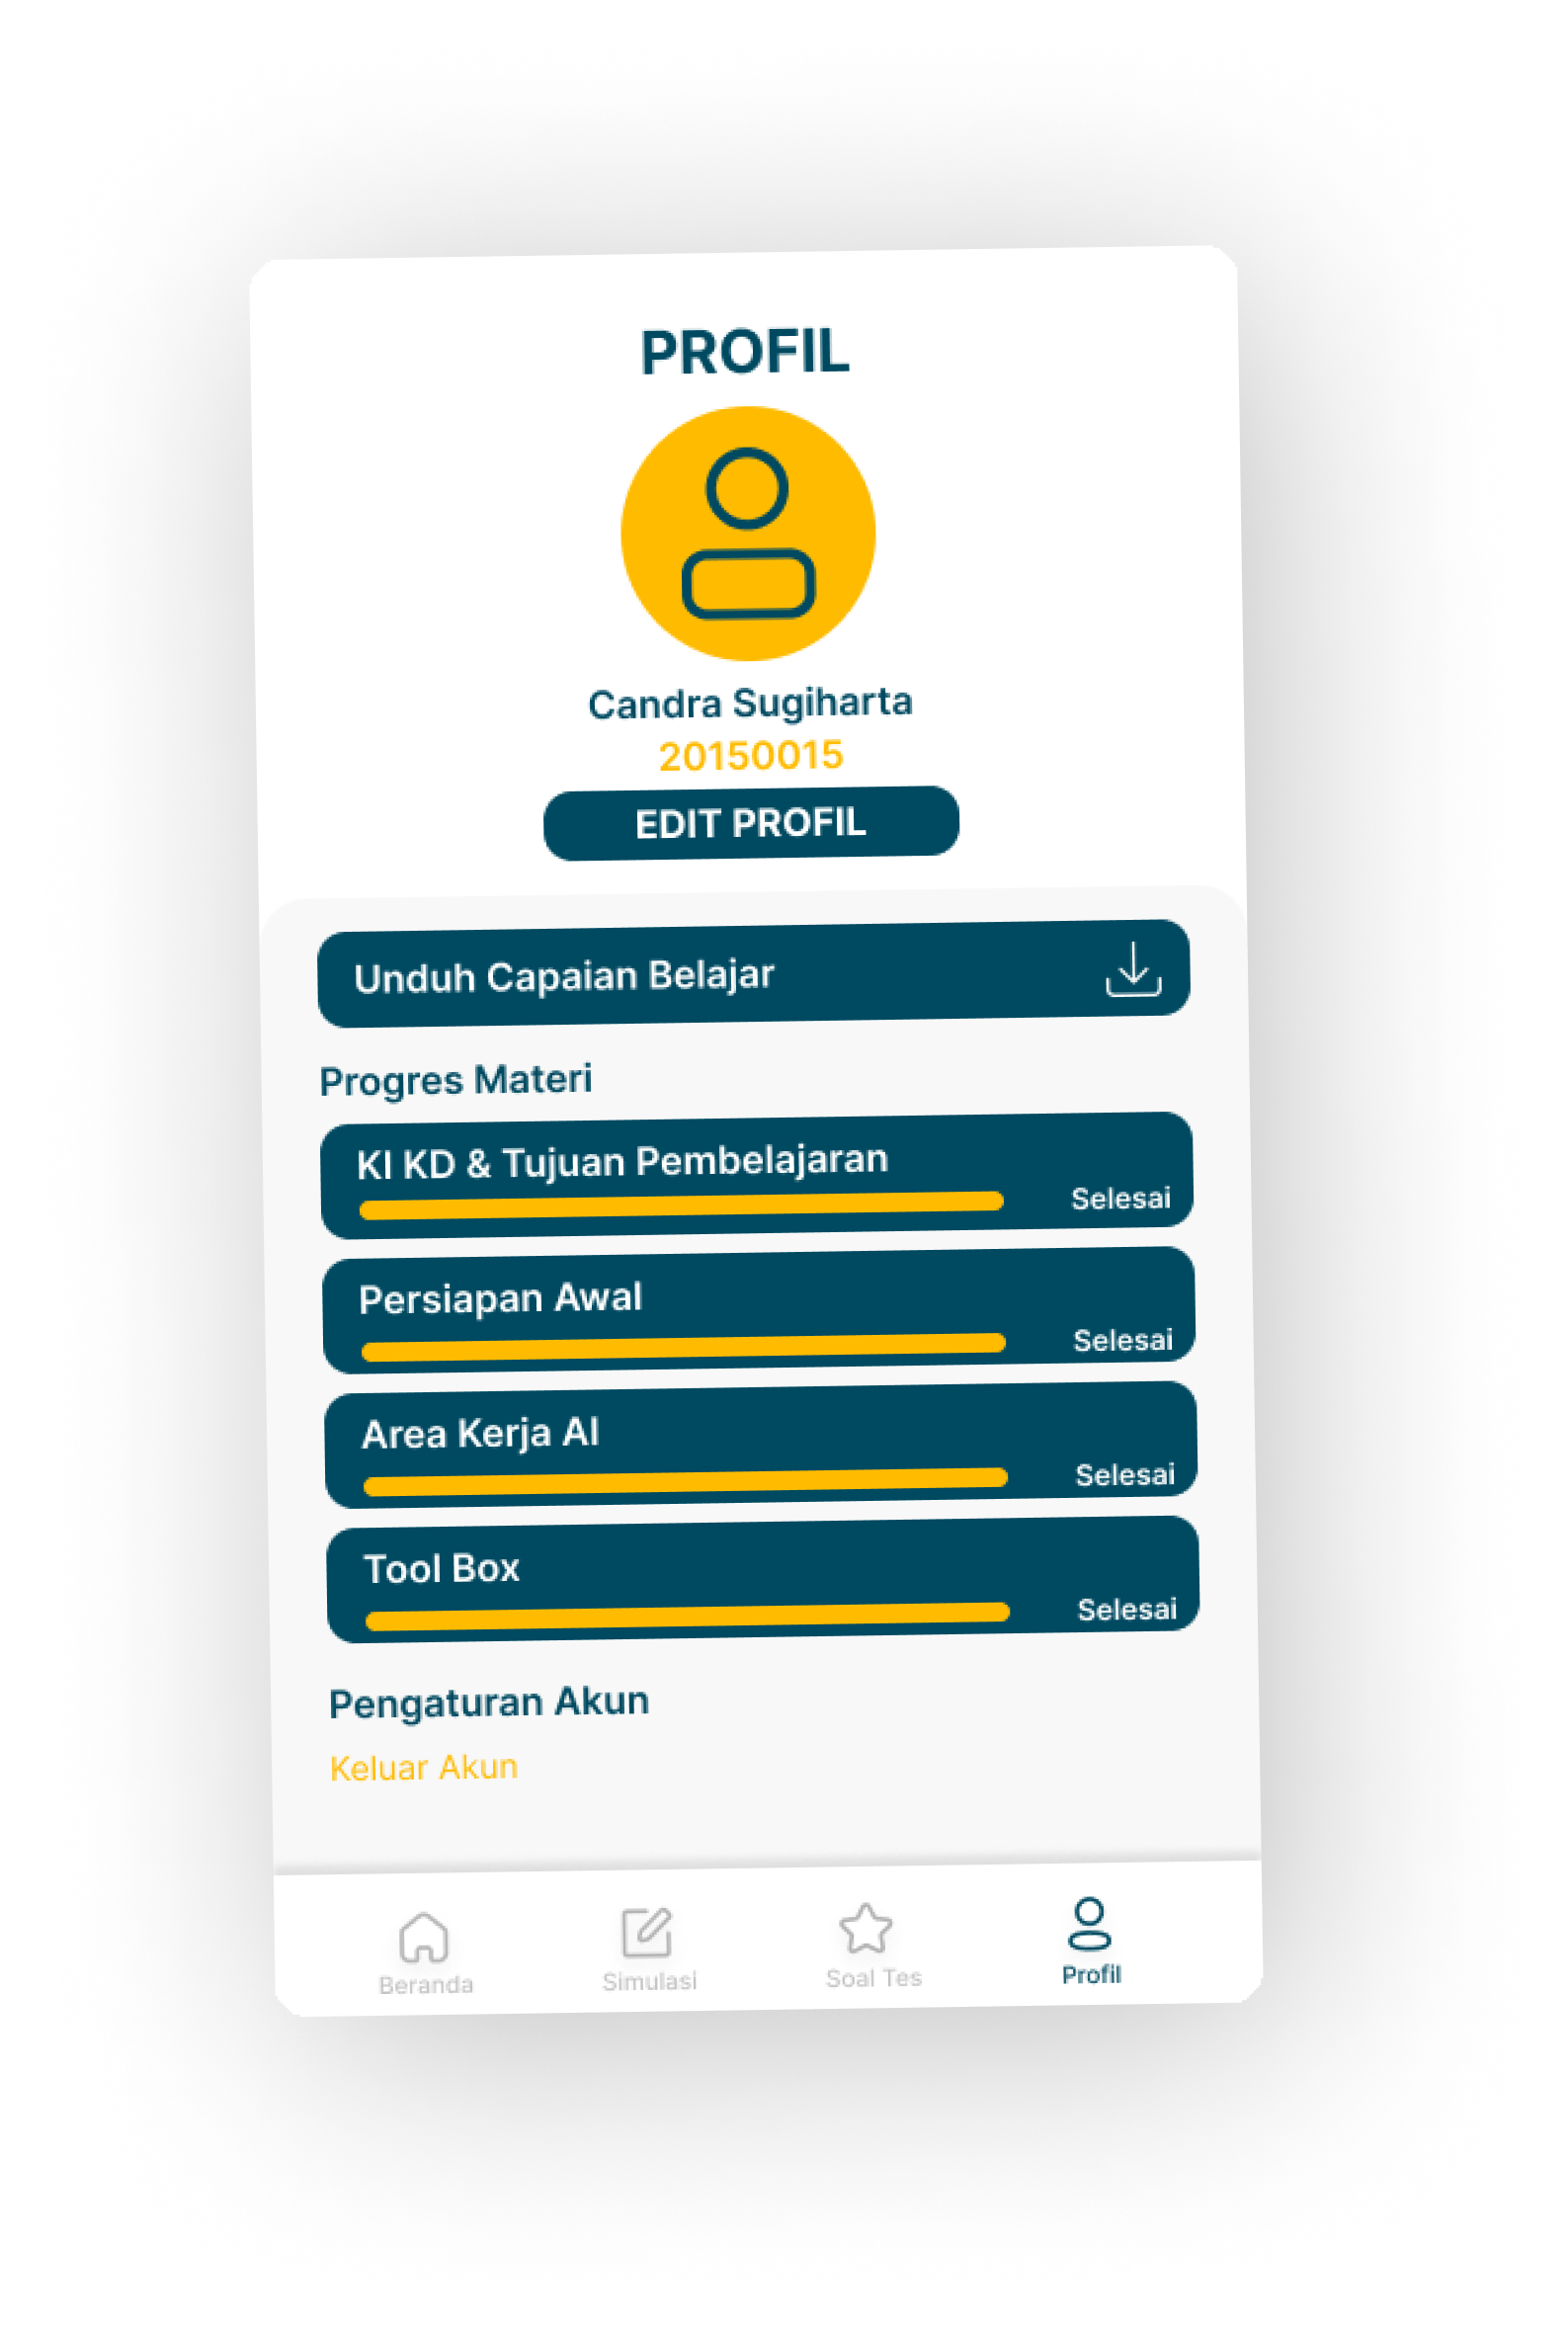 PROFIL
Candra Sugiharta
20150015
EDIT PROFIL
Unduh Capaian Belajar
Progres Materi
KI KD & Tujuan Pembelajaran
Selesai
Persiapan Awal
Selesai
Area Kerja AI
Selesai
Tool Box
Selesai
Pengaturan Akun
Keluar Akun
Beranda
Simulasi
Soal Tes
Profil